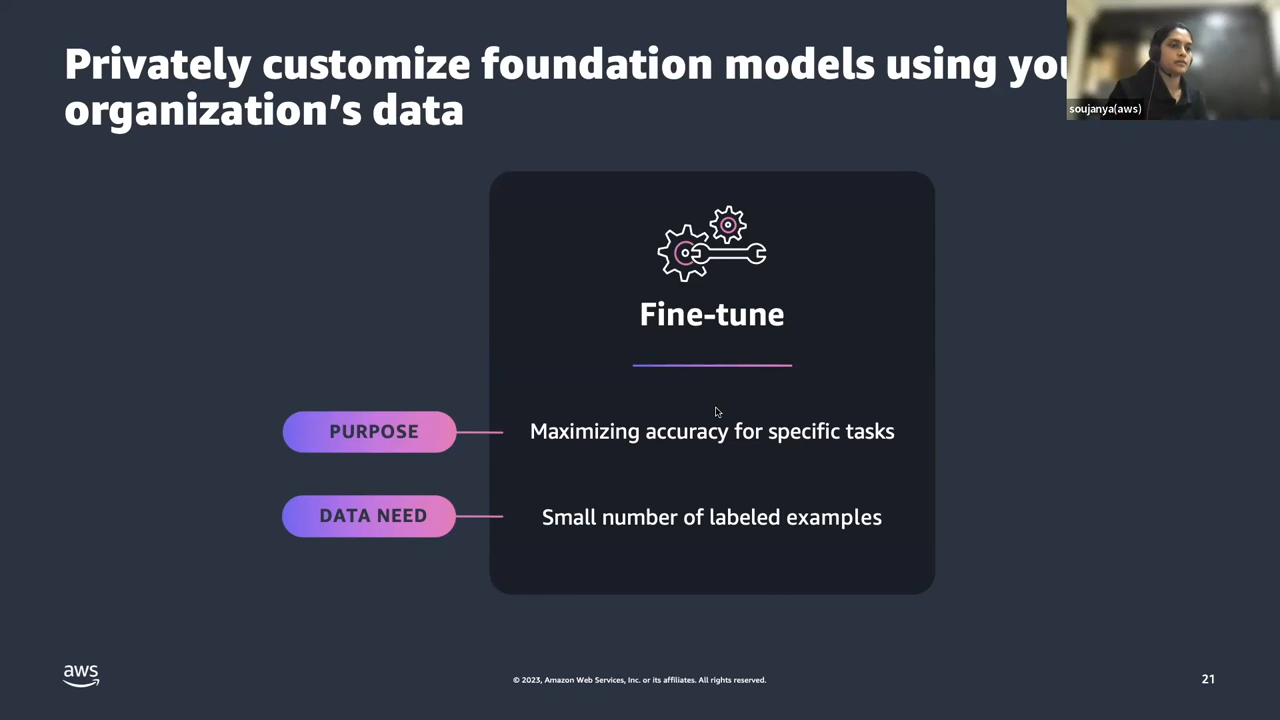 Privately customize foundation models using you
organization's data
soujanya(aws)
Fine-tune
PURPOSE
Maximizing accuracy for specific tasks
DATA NEED
Small number of labeled examples
aws
© 2023, Amazon Web Services, Inc. or its affiliates. All rights reserved.
21